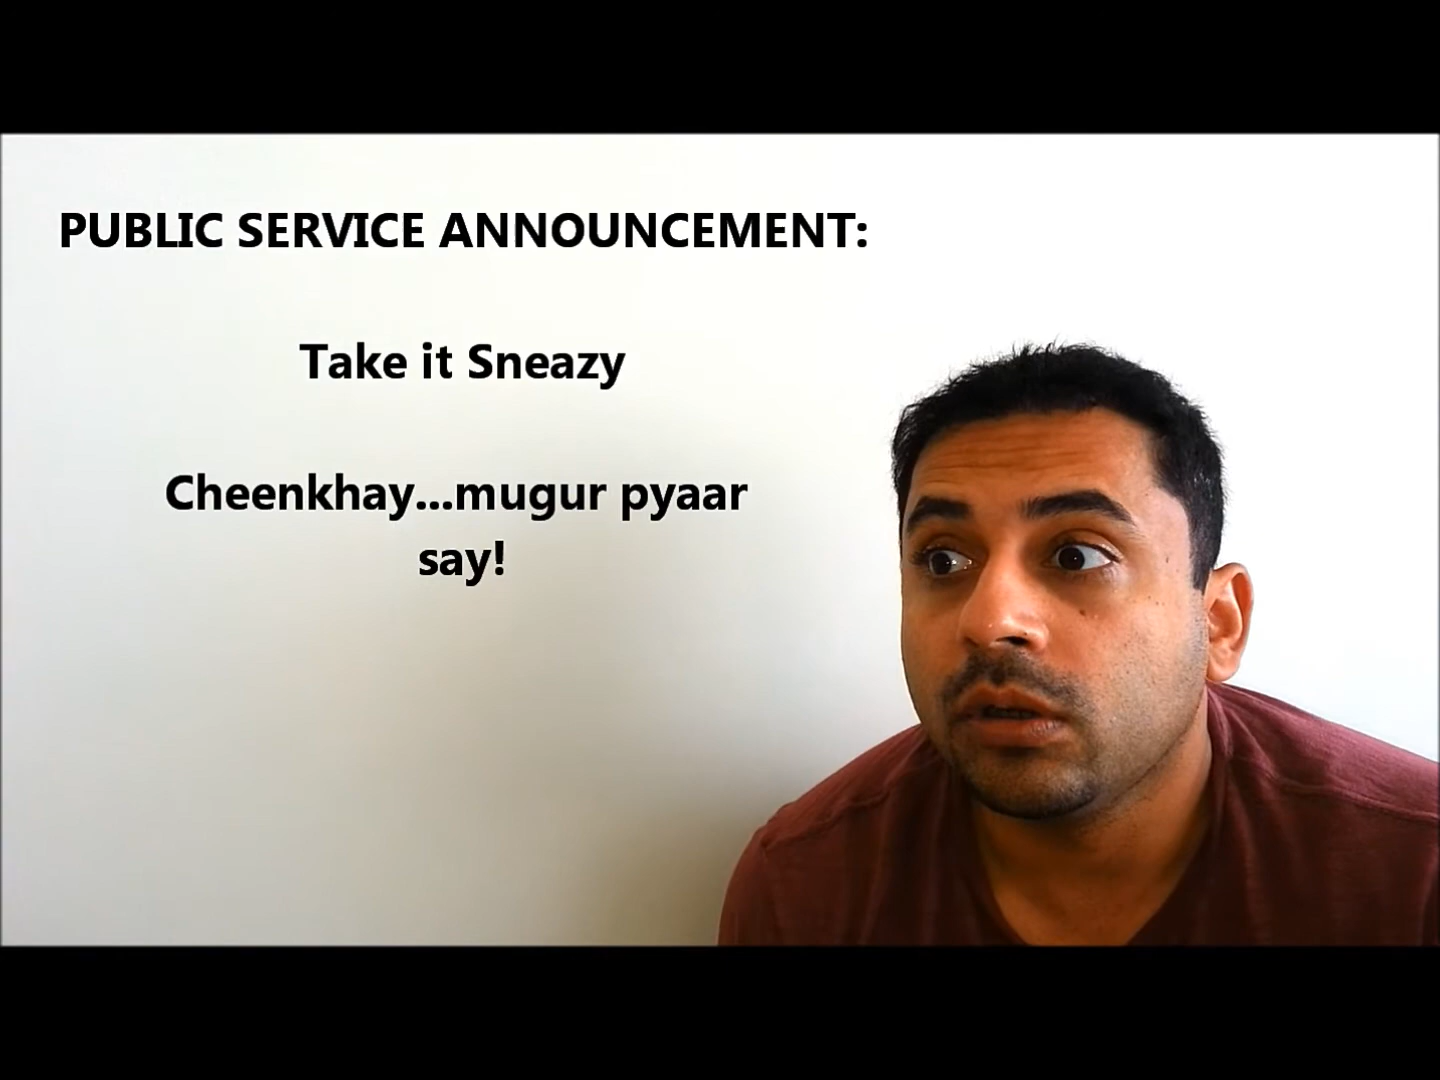 PUBLIC SERVICE ANNOUNCEMENT:
Take it Sneazy
Cheenkhay...mugur pyaar
say!